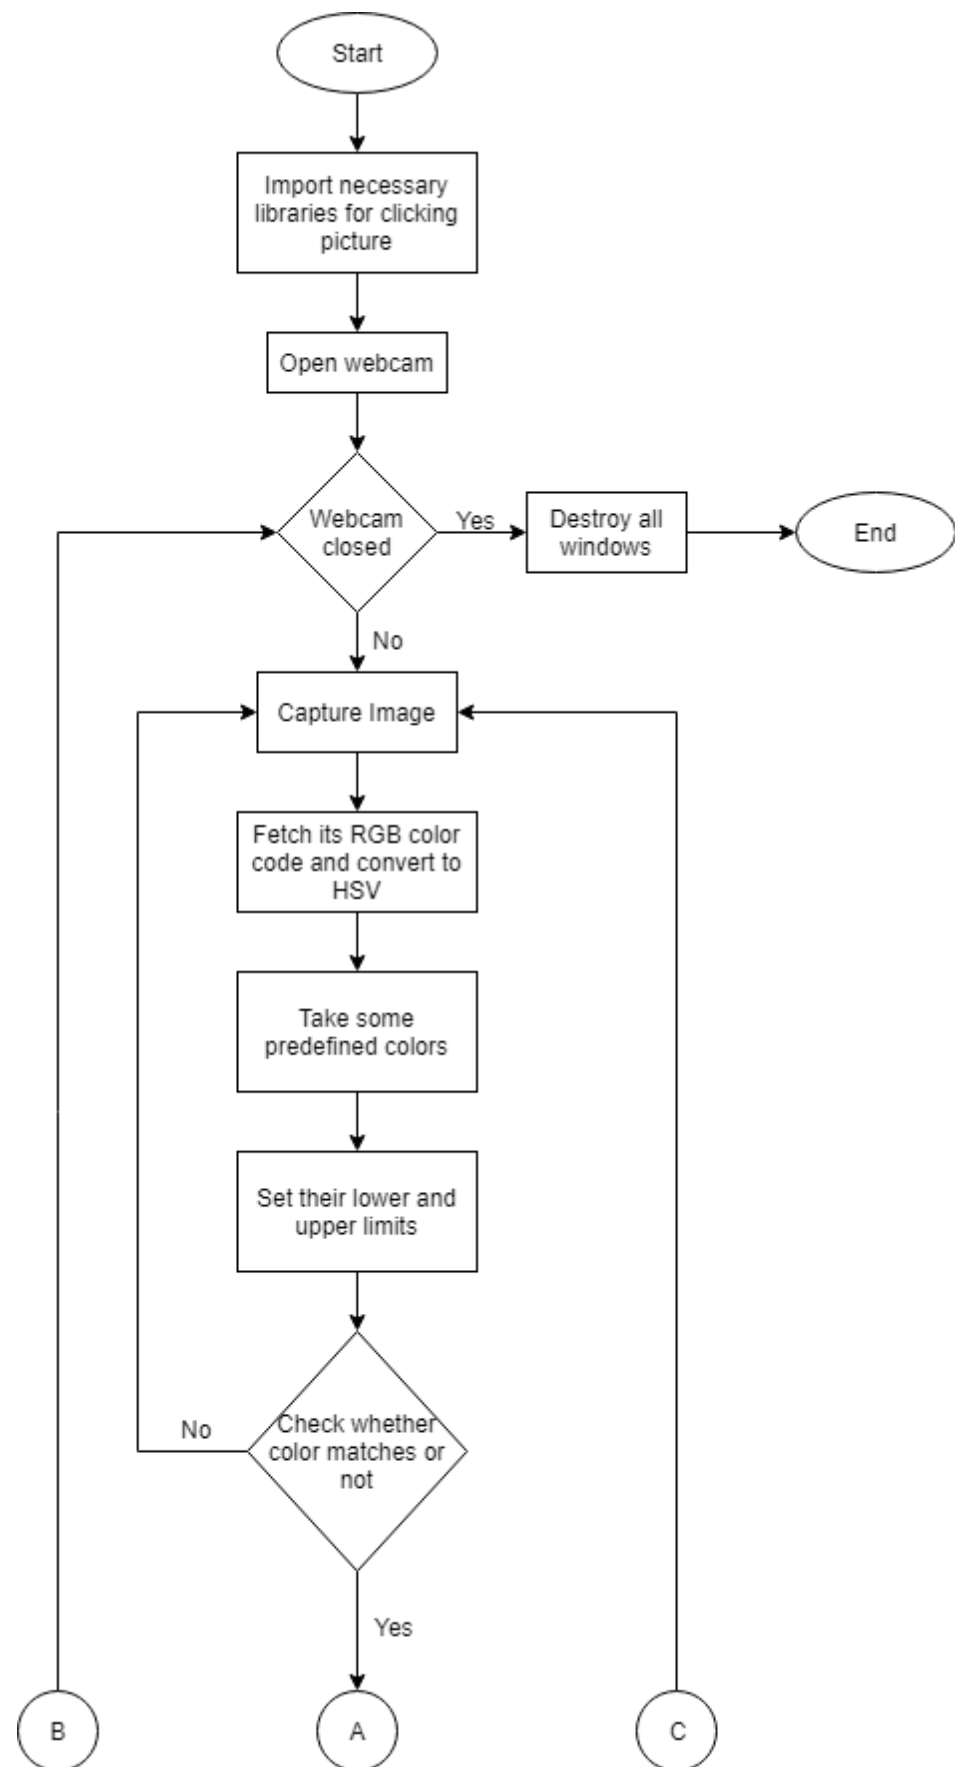 Start
Import necessary
libraries for clicking
picture
Open webcam
Webcam
closed
Yes
Destroy all
windows
End
No
Capture Image
Fetch its RGB color
code and convert to
HSV
Take some
predefined colors
Set their lower and
upper limits
Check whether
color matches or
not
No
Yes
B
A
C